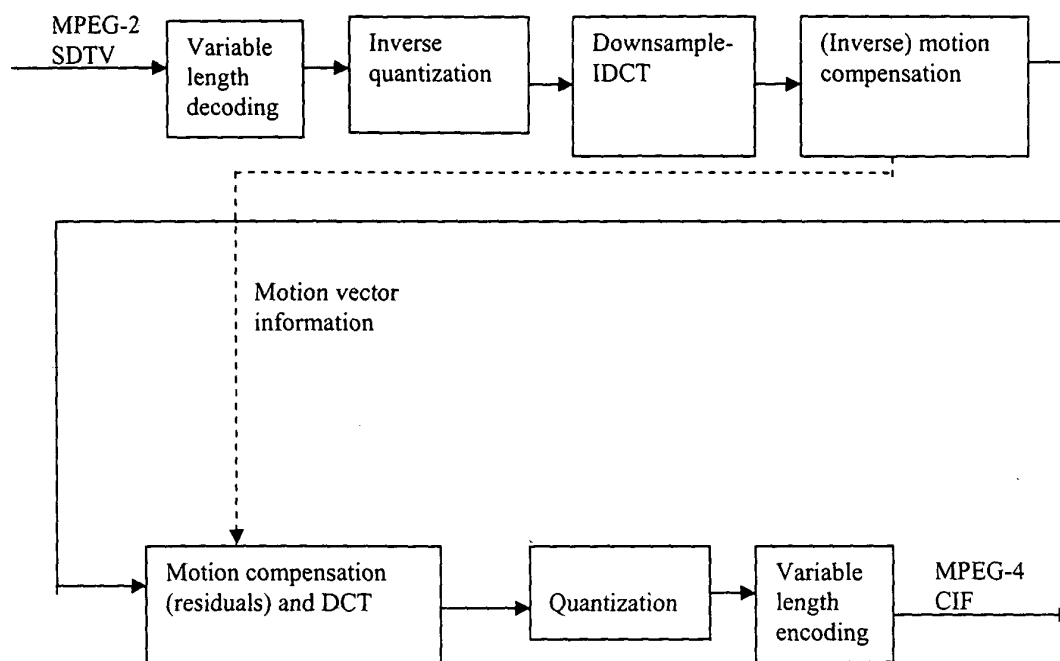 MPEG-2
SDTV
Variable
length
decoding
Inverse
quantization
Downsample-
IDCT
(Inverse) motion
compensation
Motion vector
information
Motion compensation
(residuals) and DCT
Quantization
Variable
length
encoding
MPEG-4
CIF